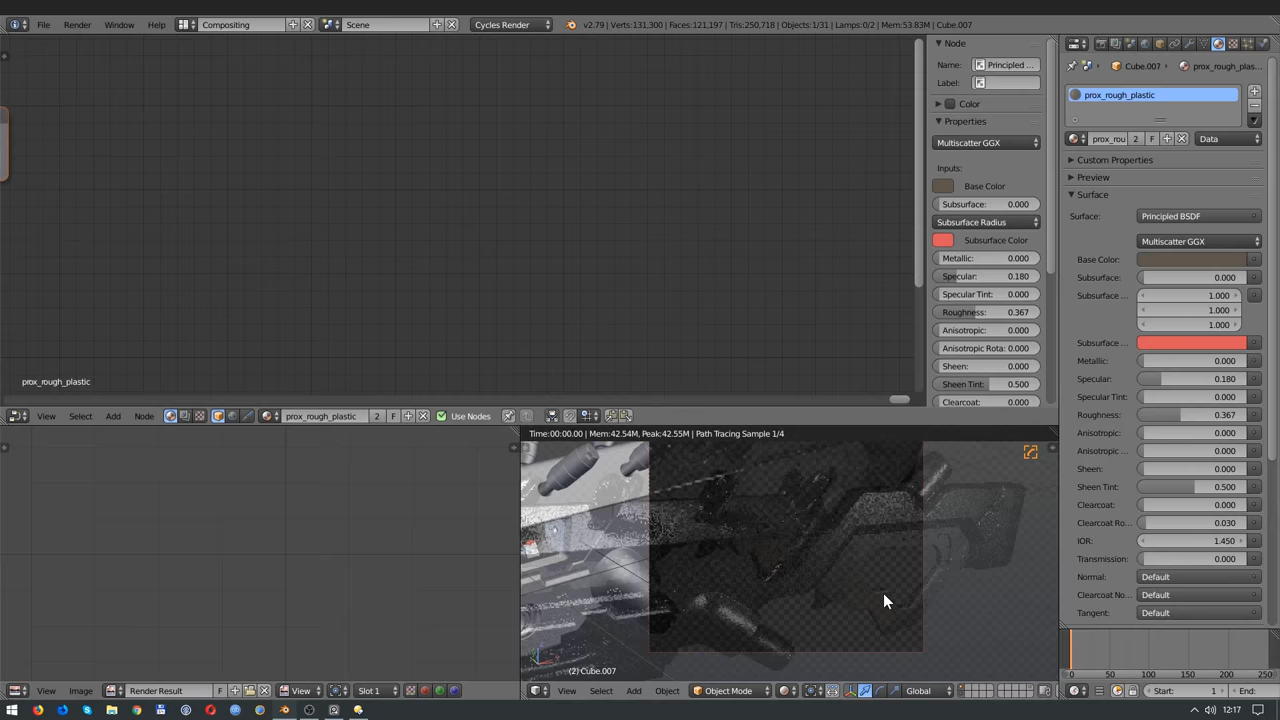 File Render Window Help Compositing Scene Cycles Render v2.79 | Verts:131,300 | Faces:121,197 | Tris:250,718 | Objects:1/31 | Lamps:0/2 | Mem:53.83M | Cube.007
Node
Name: Principled ...
Label:
Color
Properties
Multiscatter GGX
Inputs:
Base Color
Subsurface: 0.000
Subsurface Radius
Subsurface Color
Metallic: 0.000
Specular: 0.180
Specular Tint: 0.000
Roughness: 0.367
Anisotropic: 0.000
Anisotropic Rota: 0.000
Sheen: 0.000
Sheen Tint: 0.500
Clearcoat: 0.000
Cube.007 prox_rough_plas...
prox_rough_plastic
prox_rou 2 F Data
Custom Properties
Preview
Surface
Surface: Principled BSDF
Multiscatter GGX
Base Color:
Subsurface: 0.000
Subsurface ... 1.000
1.000
1.000
Subsurface ...
Metallic: 0.000
Specular: 0.180
Specular Tint: 0.000
Roughness: 0.367
Anisotropic: 0.000
Anisotropic ... 0.000
Sheen: 0.000
Sheen Tint: 0.500
Clearcoat: 0.000
Clearcoat Ro... 0.030
IOR: 1.450
Transmission: 0.000
Normal: Default
Clearcoat No... Default
Tangent: Default
prox_rough_plastic
View Select Add Node prox_rough_plastic 2 F Use Nodes
Time:00:00.00 | Mem:42.54M, Peak:42.55M | Path Tracing Sample 1/4
(2) Cube.007
View Image Render Result F View Slot 1
View Select Add Object Object Mode Global
0 50 100 150 200 250
Start: 1 End:
12:17